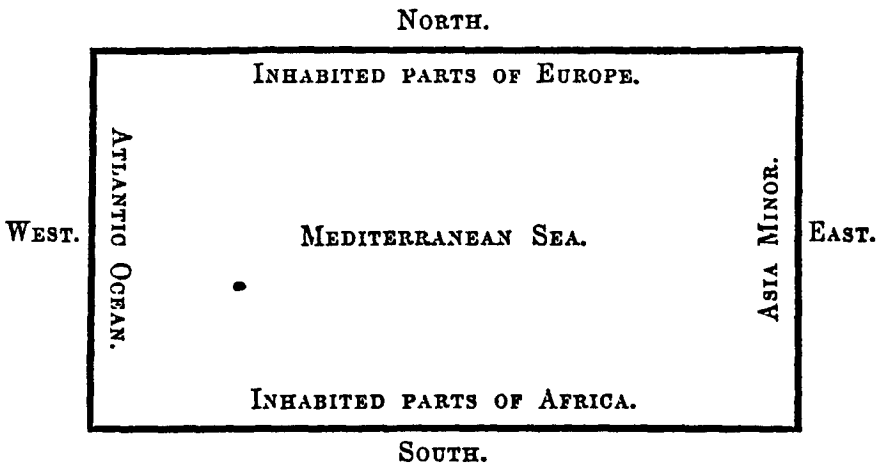 NORTH.
INHABITED PARTS OF EUROPE.
WEST.
ATLANTIC OCEAN.
MEDITERRANEAN SEA.
ASIA MINOR.
EAST.
INHABITED PARTS OF AFRICA.
SOUTH.